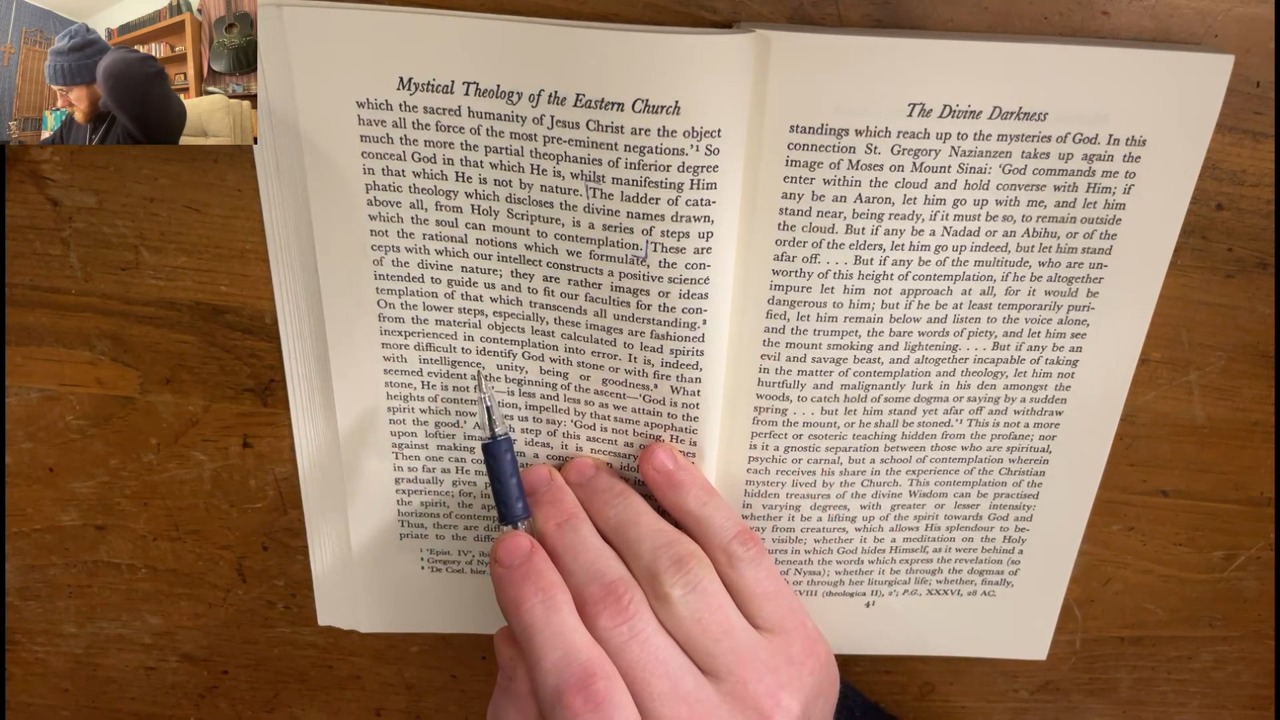 Mystical Theology of the Eastern Church
which the sacred humanity of Jesus Christ are the object
have all the force of the most pre-eminent negations.'¹ So
much the more the partial theophanies of inferior degree
conceal God in that which He is, whilst manifesting Him
in that which He is not by nature. The ladder of cata-
phatic theology which discloses the divine names drawn,
above all, from Holy Scripture, is a series of steps up
which the soul can mount to contemplation. These are
not the rational notions which we formulate, the con-
cepts with which our intellect constructs a positive science
of the divine nature; they are rather images or ideas
intended to guide us and to fit our faculties for the con-
templation of that which transcends all understanding.²
On the lower steps, especially, these images are fashioned
from the material objects least calculated to lead spirits
inexperienced in contemplation into error. It is, indeed,
more difficult to identify God with stone or with fire than
with intelligence, unity, being or goodness.³ What
seemed evident at the beginning of the ascent—'God is not
stone, He is not —is less and less so as we attain to the
heights of , impelled by that same apophatic
spirit which now us to say: 'God is not being, He is
not the good.' step of this ascent as
upon loftier ideas, it is necessary
against making a
Then one can
in so far as He
gradually gives
experience; for, in
the spirit, the
horizons of
Thus, there are
priate to the
¹ 'Epist. IV',
² Gregory of
³ 'De Coel. hier.
The Divine Darkness
standings which reach up to the mysteries of God. In this
connection St. Gregory Nazianzen takes up again the
image of Moses on Mount Sinai: 'God commands me to
enter within the cloud and hold converse with Him; if
any be an Aaron, let him go up with me, and let him
stand near, being ready, if it must be so, to remain outside
the cloud. But if any be a Nadad or an Abihu, or of the
order of the elders, let him go up indeed, but let him stand
afar off. . . . But if any be of the multitude, who are un-
worthy of this height of contemplation, if he be altogether
impure let him not approach at all, for it would be
dangerous to him; but if he be at least temporarily puri-
fied, let him remain below and listen to the voice alone,
and the trumpet, the bare words of piety, and let him see
the mount smoking and lightening. . . . But if any be an
evil and savage beast, and altogether incapable of taking
in the matter of contemplation and theology, let him not
hurtfully and malignantly lurk in his den amongst the
woods, to catch hold of some dogma or saying by a sudden
spring . . . but let him stand yet afar off and withdraw
from the mount, or he shall be stoned.'¹ This is not a more
perfect or esoteric teaching hidden from the profane; nor
is it a gnostic separation between those who are spiritual,
psychic or carnal, but a school of contemplation wherein
each receives his share in the experience of the Christian
mystery lived by the Church. This contemplation of the
hidden treasures of the divine Wisdom can be practised
in varying degrees, with greater or lesser intensity:
whether it be a lifting up of the spirit towards God and
away from creatures, which allows His splendour to be-
visible; whether it be a meditation on the Holy
in which God hides Himself, as it were behind a
beneath the words which express the revelation (so
of Nyssa); whether it be through the dogmas of
or through her liturgical life; whether, finally,
(theologica II), 2'; P.G., XXXVI, 28 AC.
41